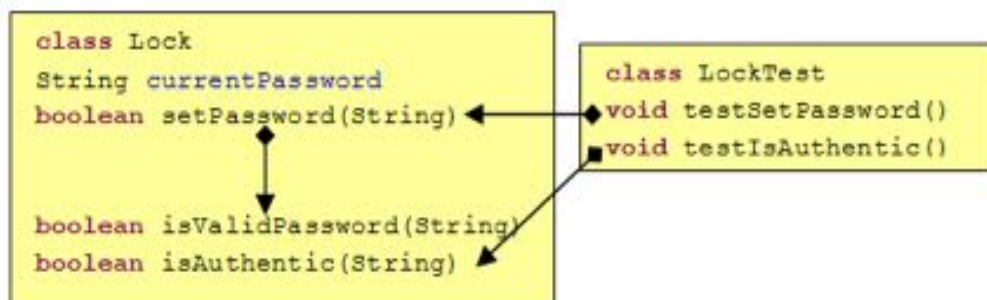 class Lock
String currentPassword
boolean setPassword(String)
boolean isValidPassword(String)
boolean isAuthentic(String)
class LockTest
void testSetPassword()
void testIsAuthentic()